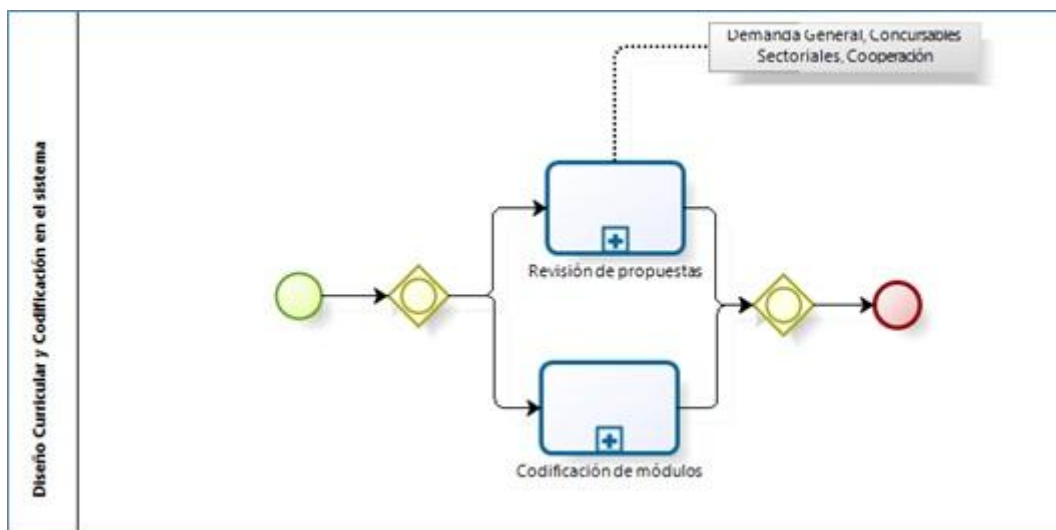 Diseño Curricular y Codificación en el sistema
Demanda General, Concursables
Sectoriales, Cooperación
Revisión de propuestas
Codificación de módulos